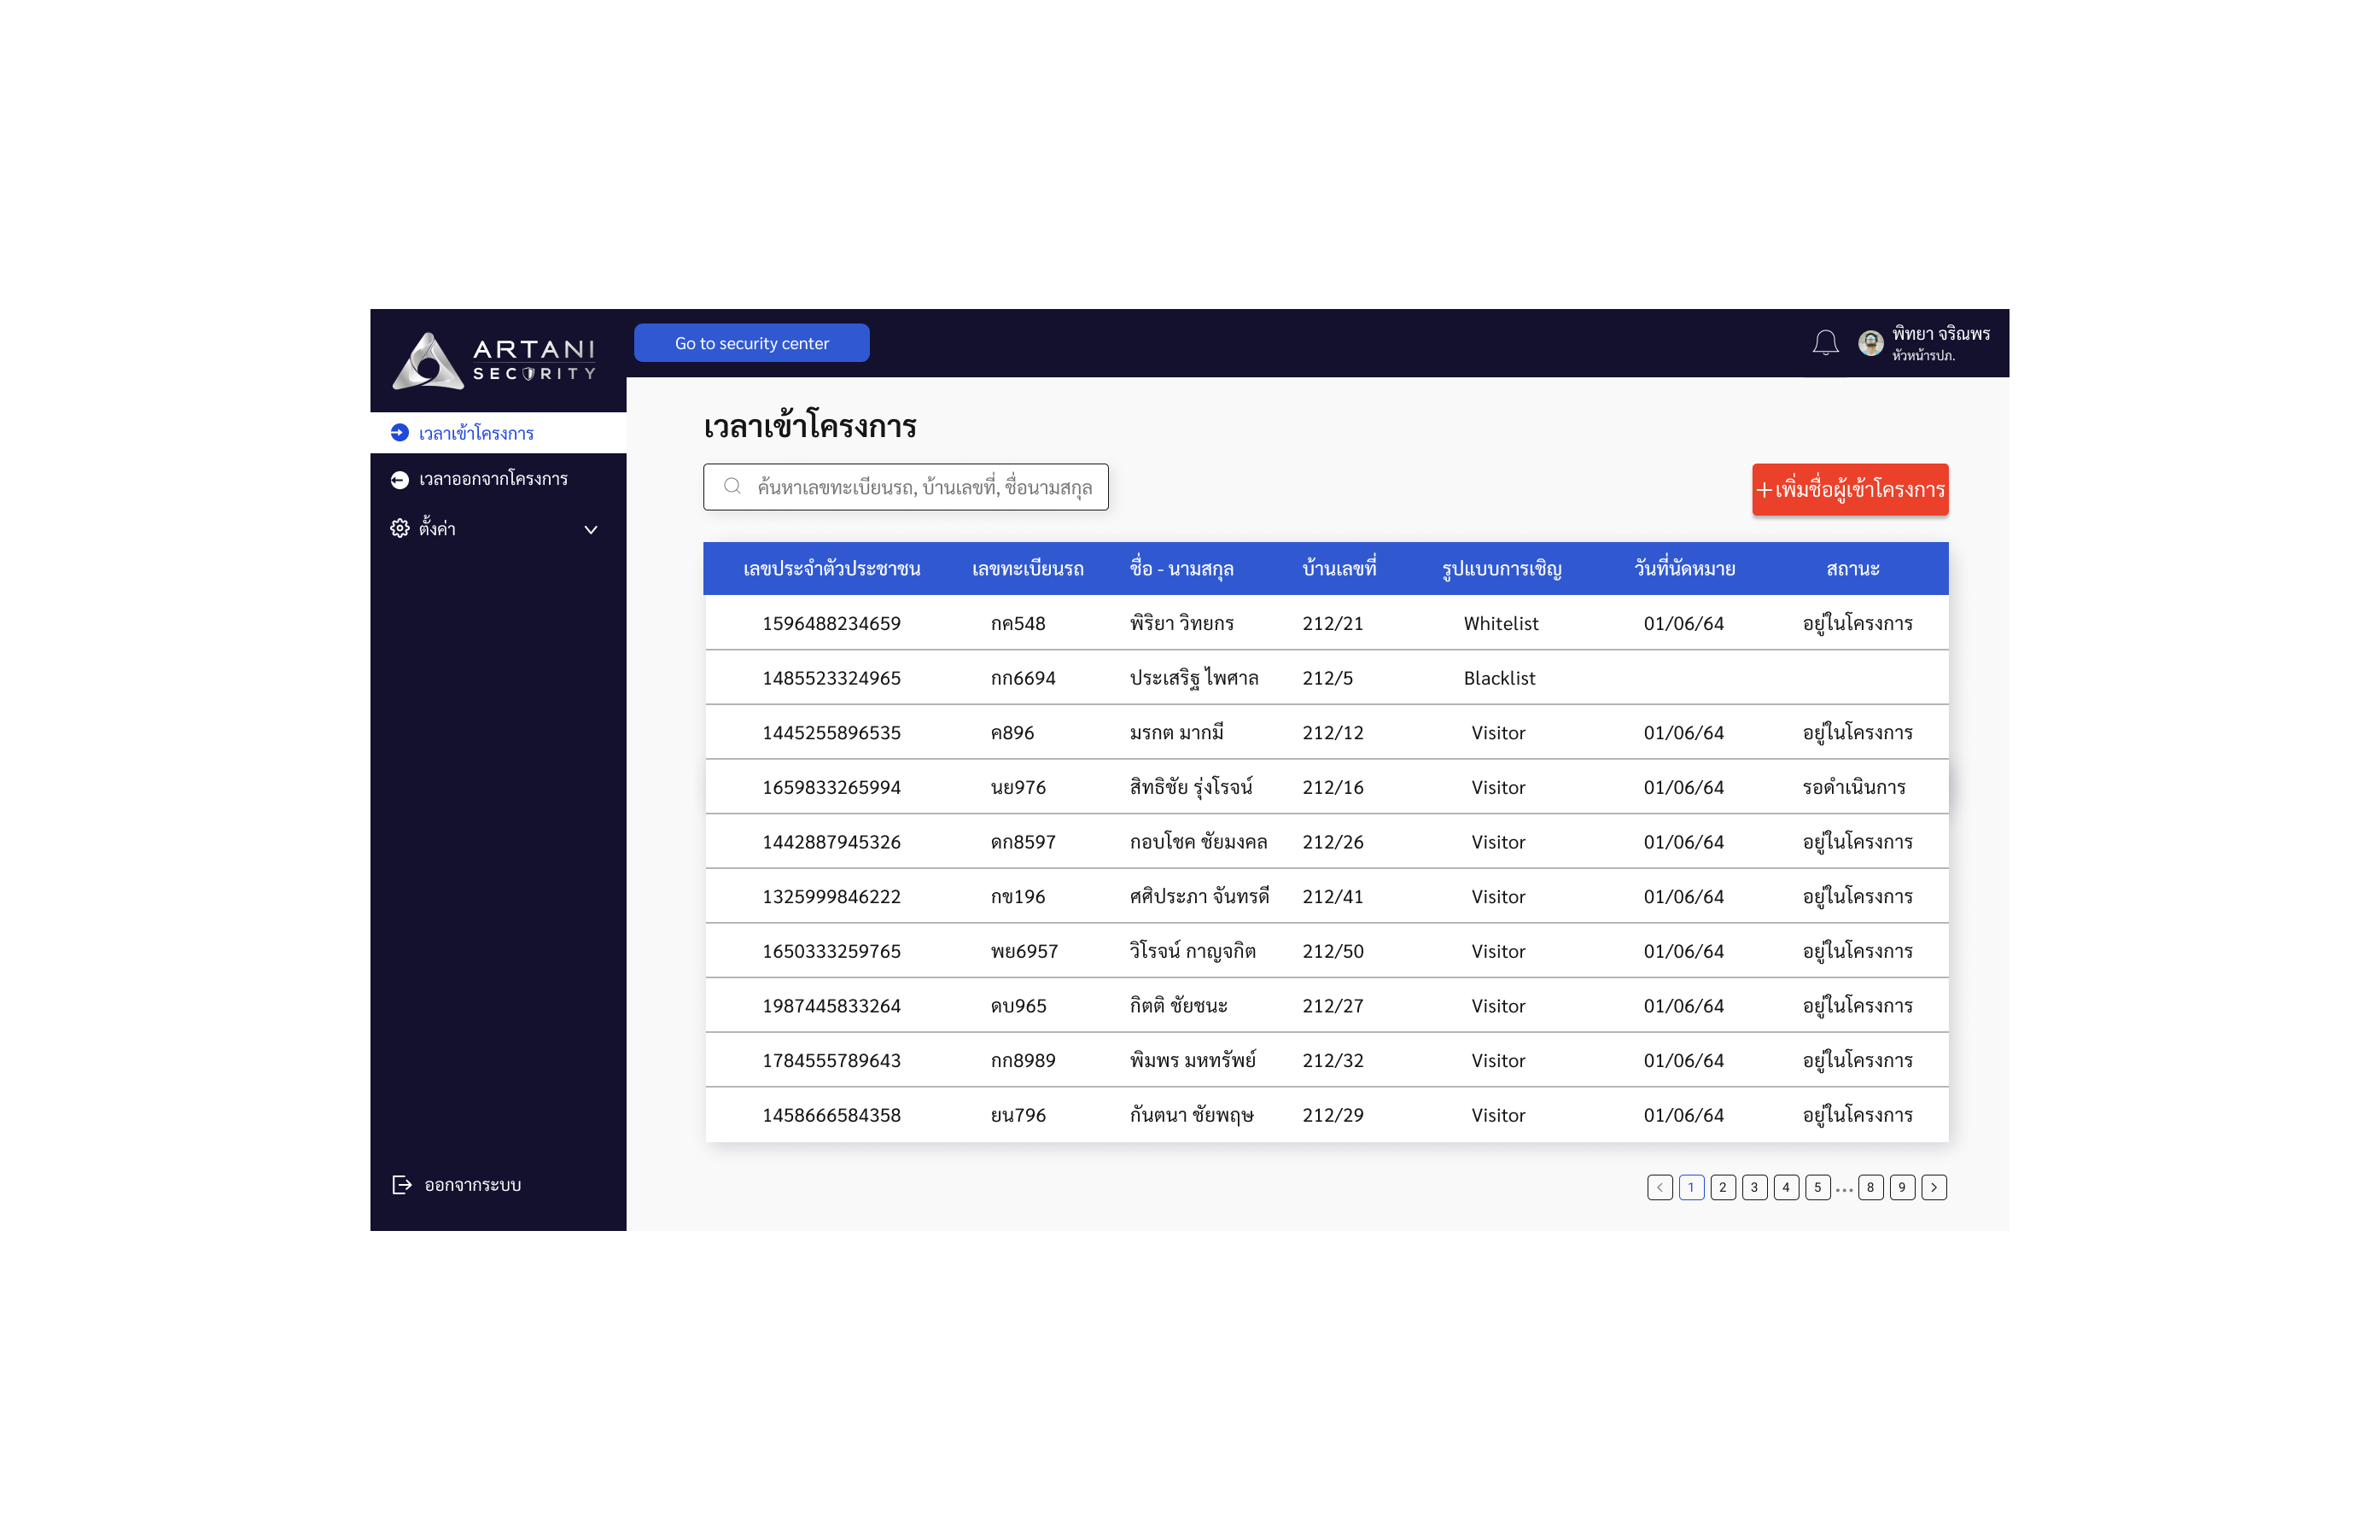 ARTANI
SECURITY
Go to security center
พิทยา จริณพร
หัวหน้ารปภ.
เวลาเข้าโครงการ
เวลาออกจากโครงการ
ตั้งค่า
ออกจากระบบ
เวลาเข้าโครงการ
ค้นหาเลขทะเบียนรถ, บ้านเลขที่, ชื่อนามสกุล
+เพิ่มชื่อผู้เข้าโครงการ
เลขประจำตัวประชาชน เลขทะเบียนรถ ชื่อ - นามสกุล บ้านเลขที่ รูปแบบการเชิญ วันที่นัดหมาย สถานะ
1596488234659 กค548 พิริยา วิทยกร 212/21 Whitelist 01/06/64 อยู่ในโครงการ
1485523324965 กก6694 ประเสริฐ ไพศาล 212/5 Blacklist
1445255896535 ค896 มรกต มากมี 212/12 Visitor 01/06/64 อยู่ในโครงการ
1659833265994 นย976 สิทธิชัย รุ่งโรจน์ 212/16 Visitor 01/06/64 รอดำเนินการ
1442887945326 ดก8597 กอบโชค ชัยมงคล 212/26 Visitor 01/06/64 อยู่ในโครงการ
1325999846222 กข196 ศศิประภา จันทรดี 212/41 Visitor 01/06/64 อยู่ในโครงการ
1650333259765 พย6957 วิโรจน์ กาญจกิต 212/50 Visitor 01/06/64 อยู่ในโครงการ
1987445833264 ดบ965 กิตติ ชัยชนะ 212/27 Visitor 01/06/64 อยู่ในโครงการ
1784555789643 กก8989 พิมพร มหทรัพย์ 212/32 Visitor 01/06/64 อยู่ในโครงการ
1458666584358 ยน796 กันตนา ชัยพฤษ 212/29 Visitor 01/06/64 อยู่ในโครงการ
< 1 2 3 4 5 ... 8 9 >